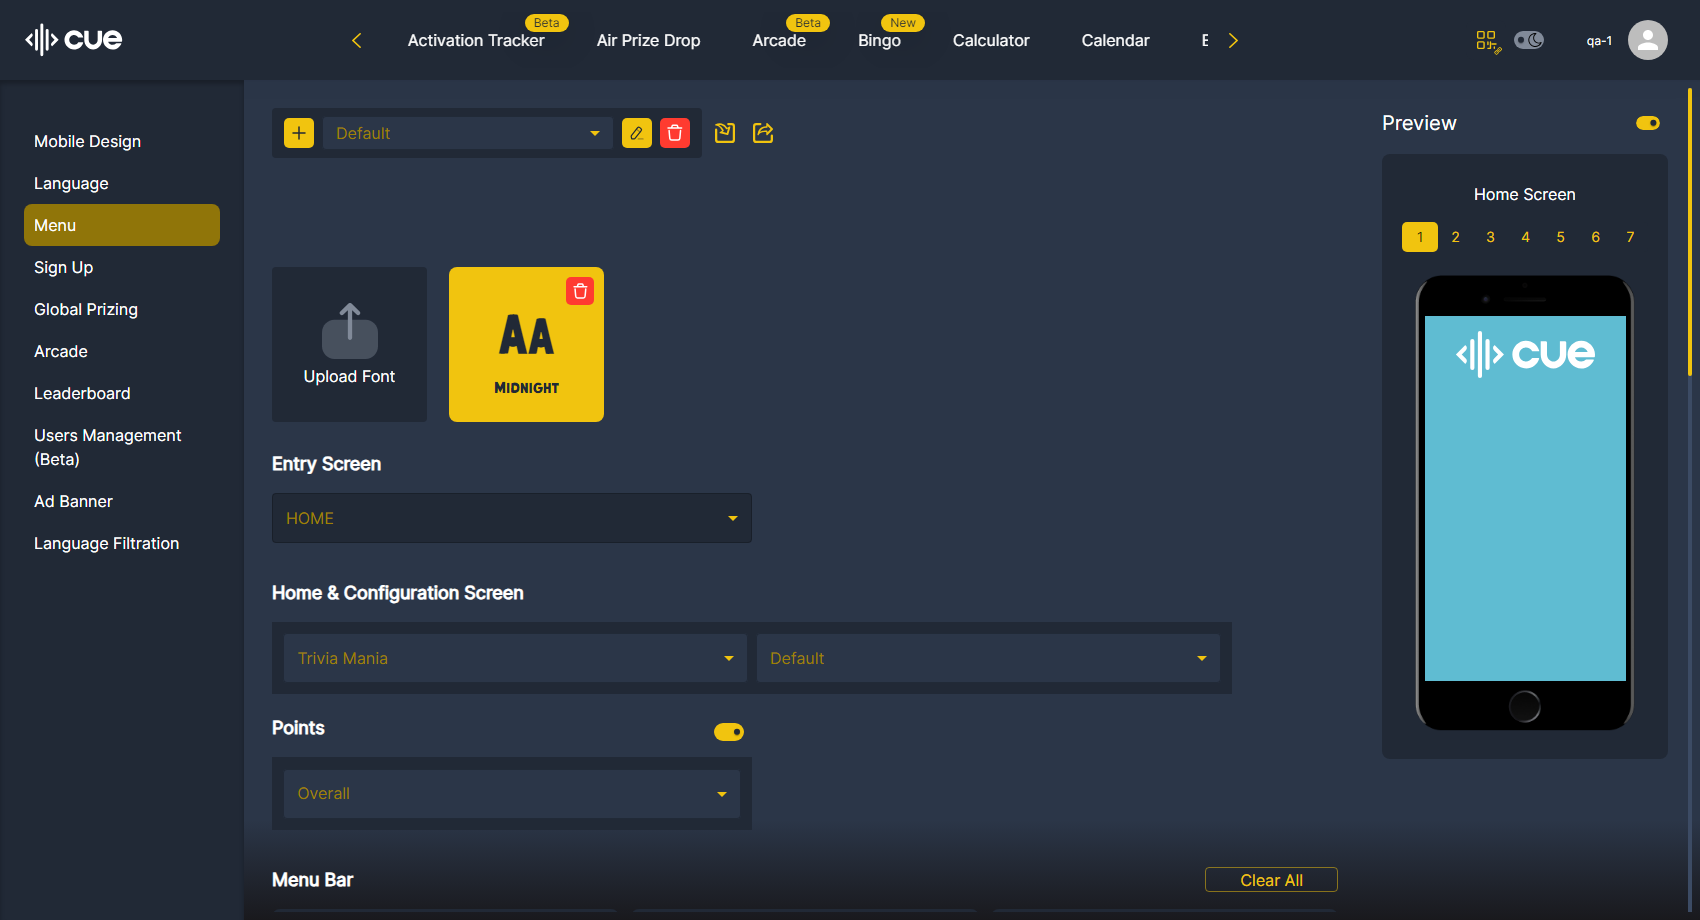 cue
Activation Tracker
Beta
Air Prize Drop
Arcade
Beta
Bingo
New
Calculator
Calendar
qa-1
Mobile Design
Language
Menu
Sign Up
Global Prizing
Arcade
Leaderboard
Users Management
(Beta)
Ad Banner
Language Filtration
Default
Upload Font
AA
MIDNIGHT
Entry Screen
HOME
Home & Configuration Screen
Trivia Mania
Default
Points
Overall
Menu Bar
Clear All
Preview
Home Screen
1 2 3 4 5 6 7
cue